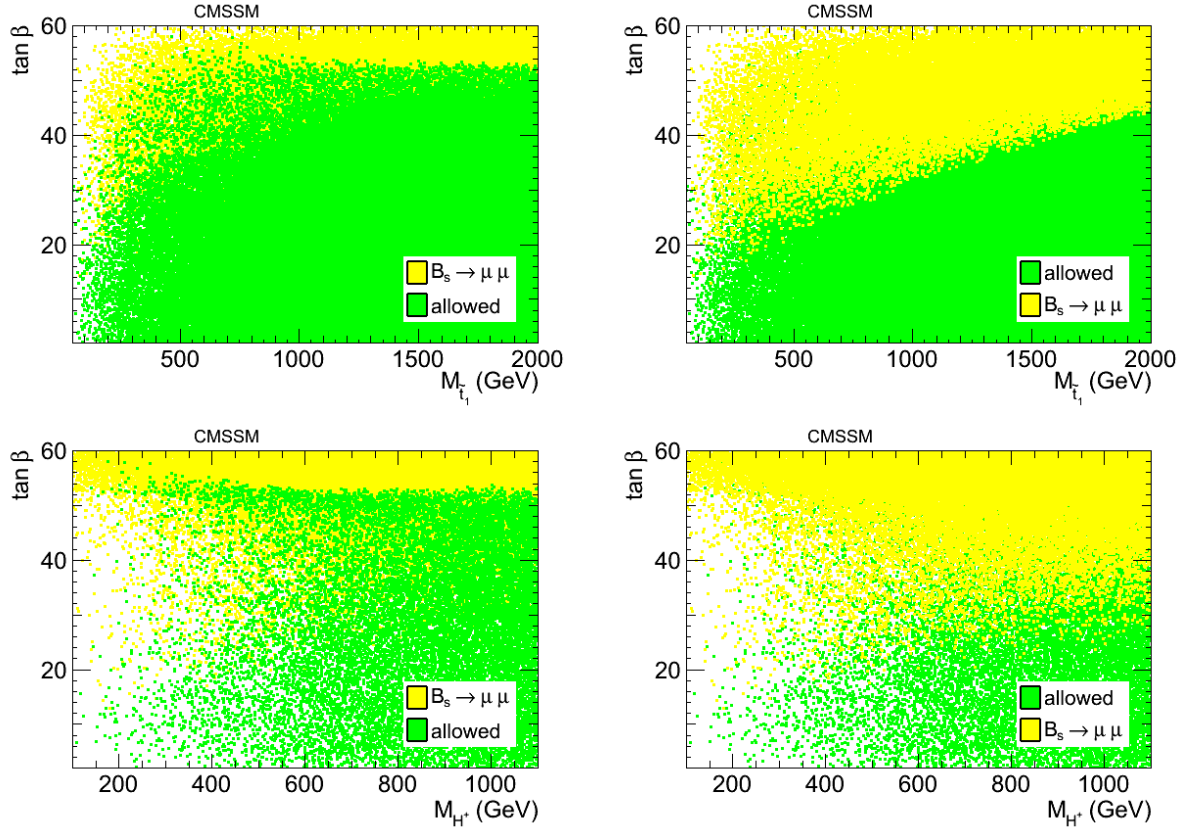 CMSSM
tan β
60
40
20
B_s → μ μ
allowed
500 1000 1500 2000
M_t̃₁ (GeV)
CMSSM
tan β
60
40
20
allowed
B_s → μ μ
500 1000 1500 2000
M_t̃₁ (GeV)
CMSSM
tan β
60
40
20
B_s → μ μ
allowed
200 400 600 800 1000
M_H⁺ (GeV)
CMSSM
tan β
60
40
20
allowed
B_s → μ μ
200 400 600 800 1000
M_H⁺ (GeV)